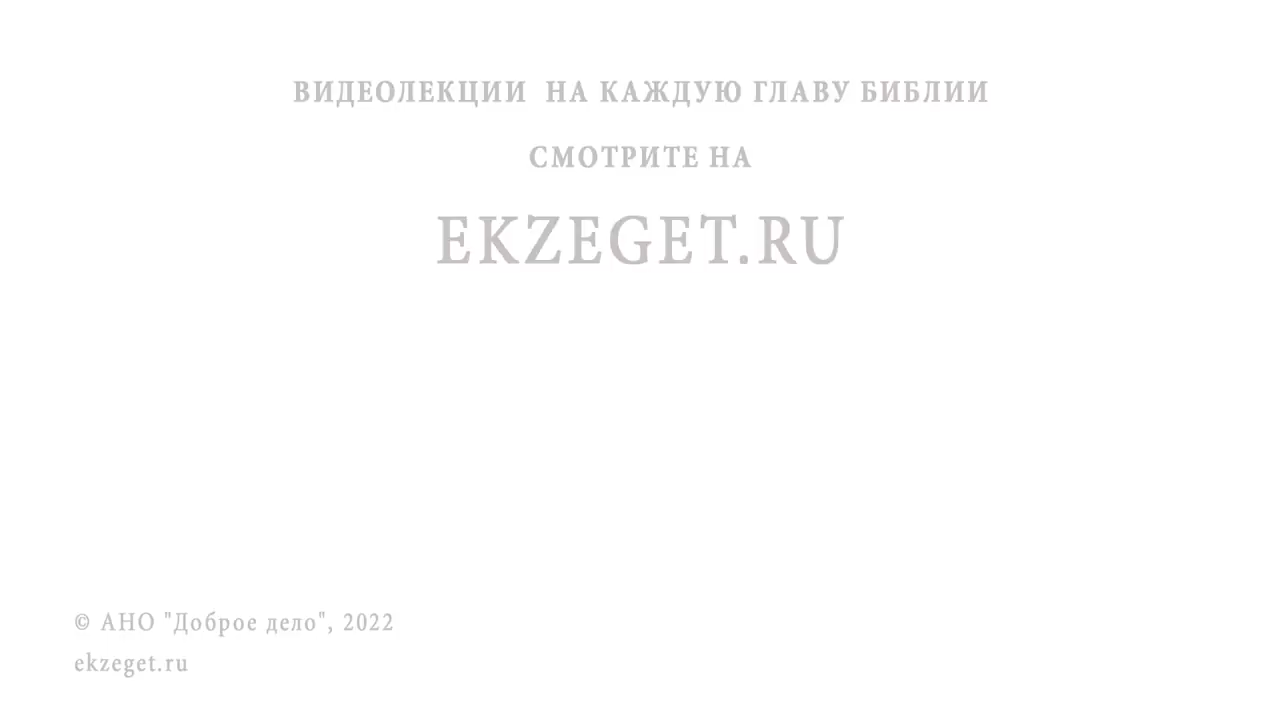 ВИДЕОЛЕКЦИИ НА КАЖДУЮ ГЛАВУ БИБЛИИ
СМОТРИТЕ НА
EKZEGET.RU
© АНО "Доброе дело", 2022
ekzeget.ru